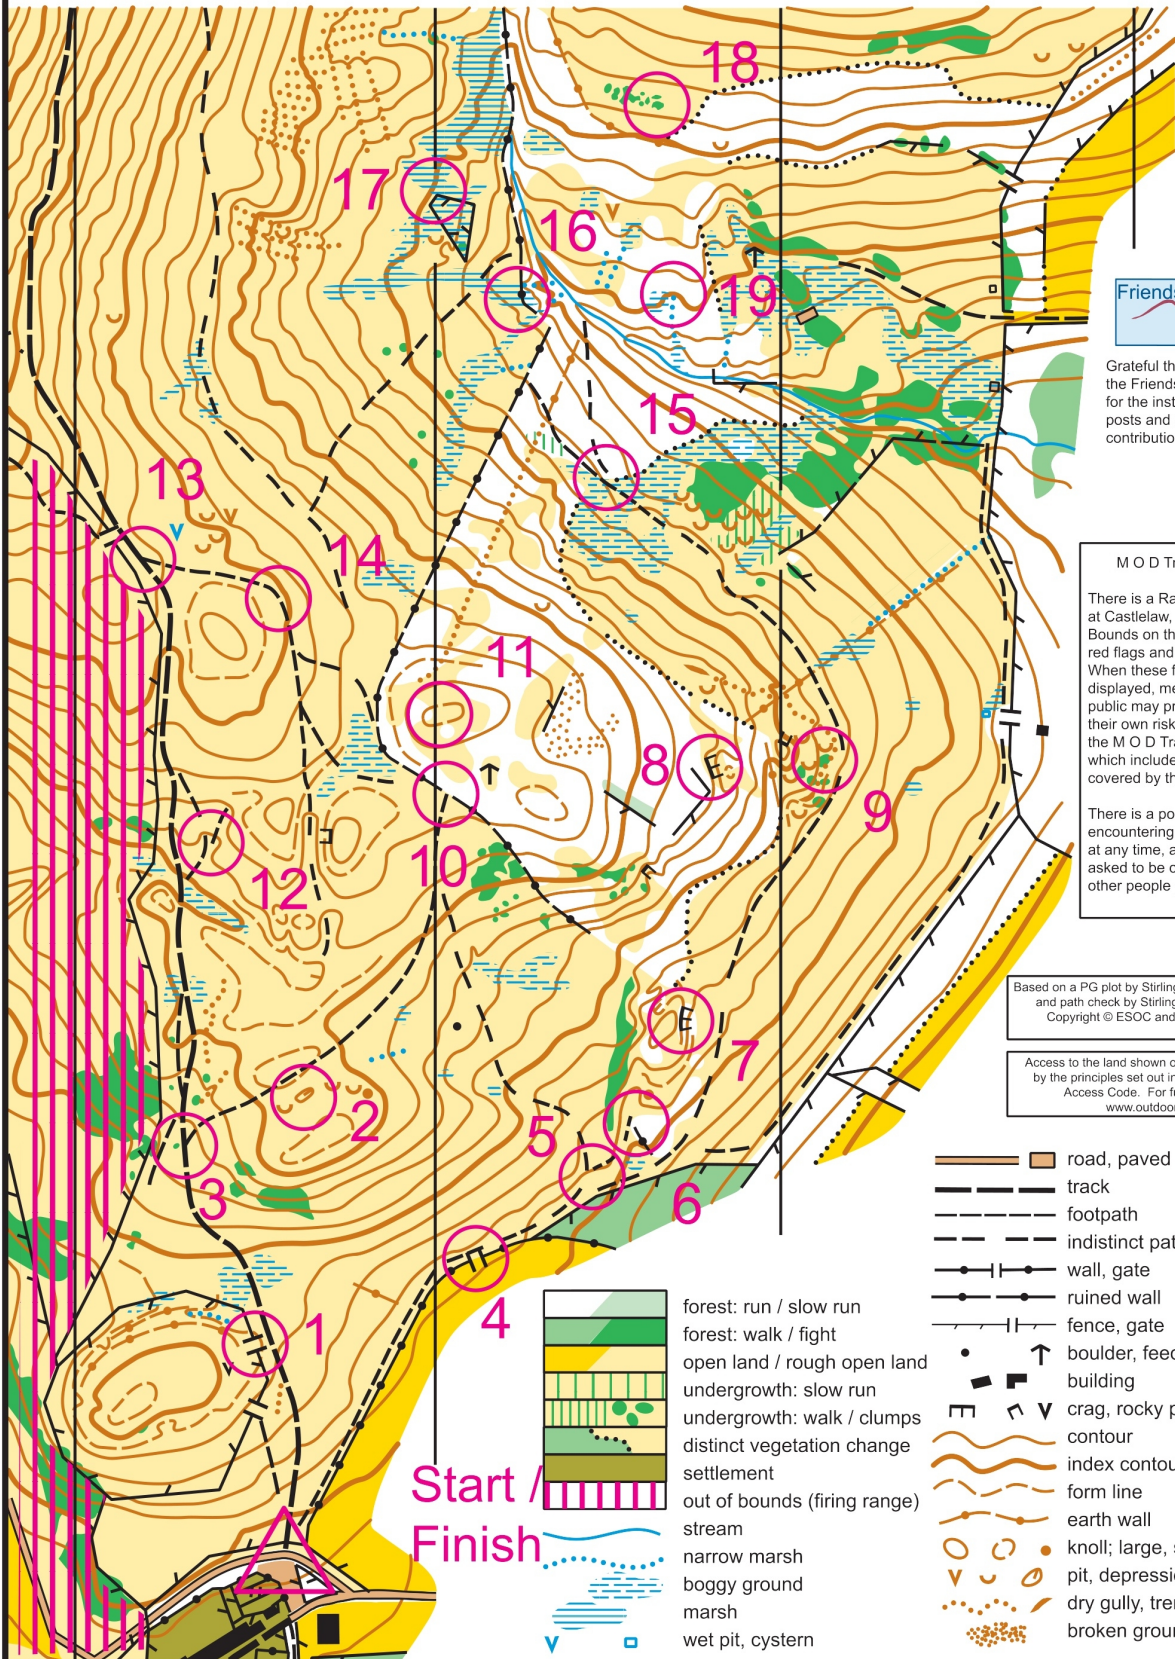 18
17
16
19
Friends
Grateful th
the Friends
for the inst
posts and
contributio
15
13
14
M O D Tr
There is a Ra
at Castlelaw,
Bounds on th
red flags and
When these f
displayed, me
public may pr
their own risk
the M O D Tra
which include
covered by th
There is a po
encountering
at any time, a
asked to be c
other people
11
8
9
12
10
Based on a PG plot by Stirling
and path check by Stirling
Copyright © ESOC and
7
Access to the land shown o
by the principles set out in
Access Code. For fu
www.outdoor
2
5
3
6
4
1
road, paved
track
footpath
indistinct pat
wall, gate
ruined wall
fence, gate
boulder, feed
building
crag, rocky p
contour
index contou
form line
earth wall
knoll; large, s
pit, depressio
dry gully, tren
broken groun
forest: run / slow run
forest: walk / fight
open land / rough open land
undergrowth: slow run
undergrowth: walk / clumps
distinct vegetation change
settlement
out of bounds (firing range)
stream
narrow marsh
boggy ground
marsh
wet pit, cystern
Start /
Finish